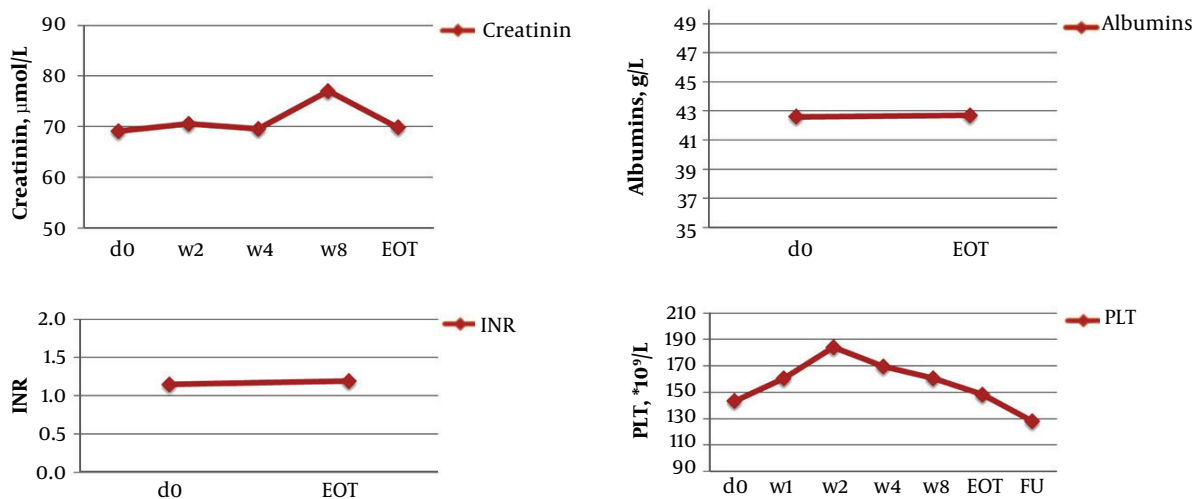 Creatinin, µmol/L
90
80
70
60
50
d0 w2 w4 w8 EOT
Creatinin
Albumins, g/L
49
47
45
43
41
39
37
35
d0 EOT
Albumins
INR
2.0
1.5
1.0
0.5
0.0
d0 EOT
INR
PLT, *10⁹/L
210
190
170
150
130
110
90
d0 w1 w2 w4 w8 EOT FU
PLT